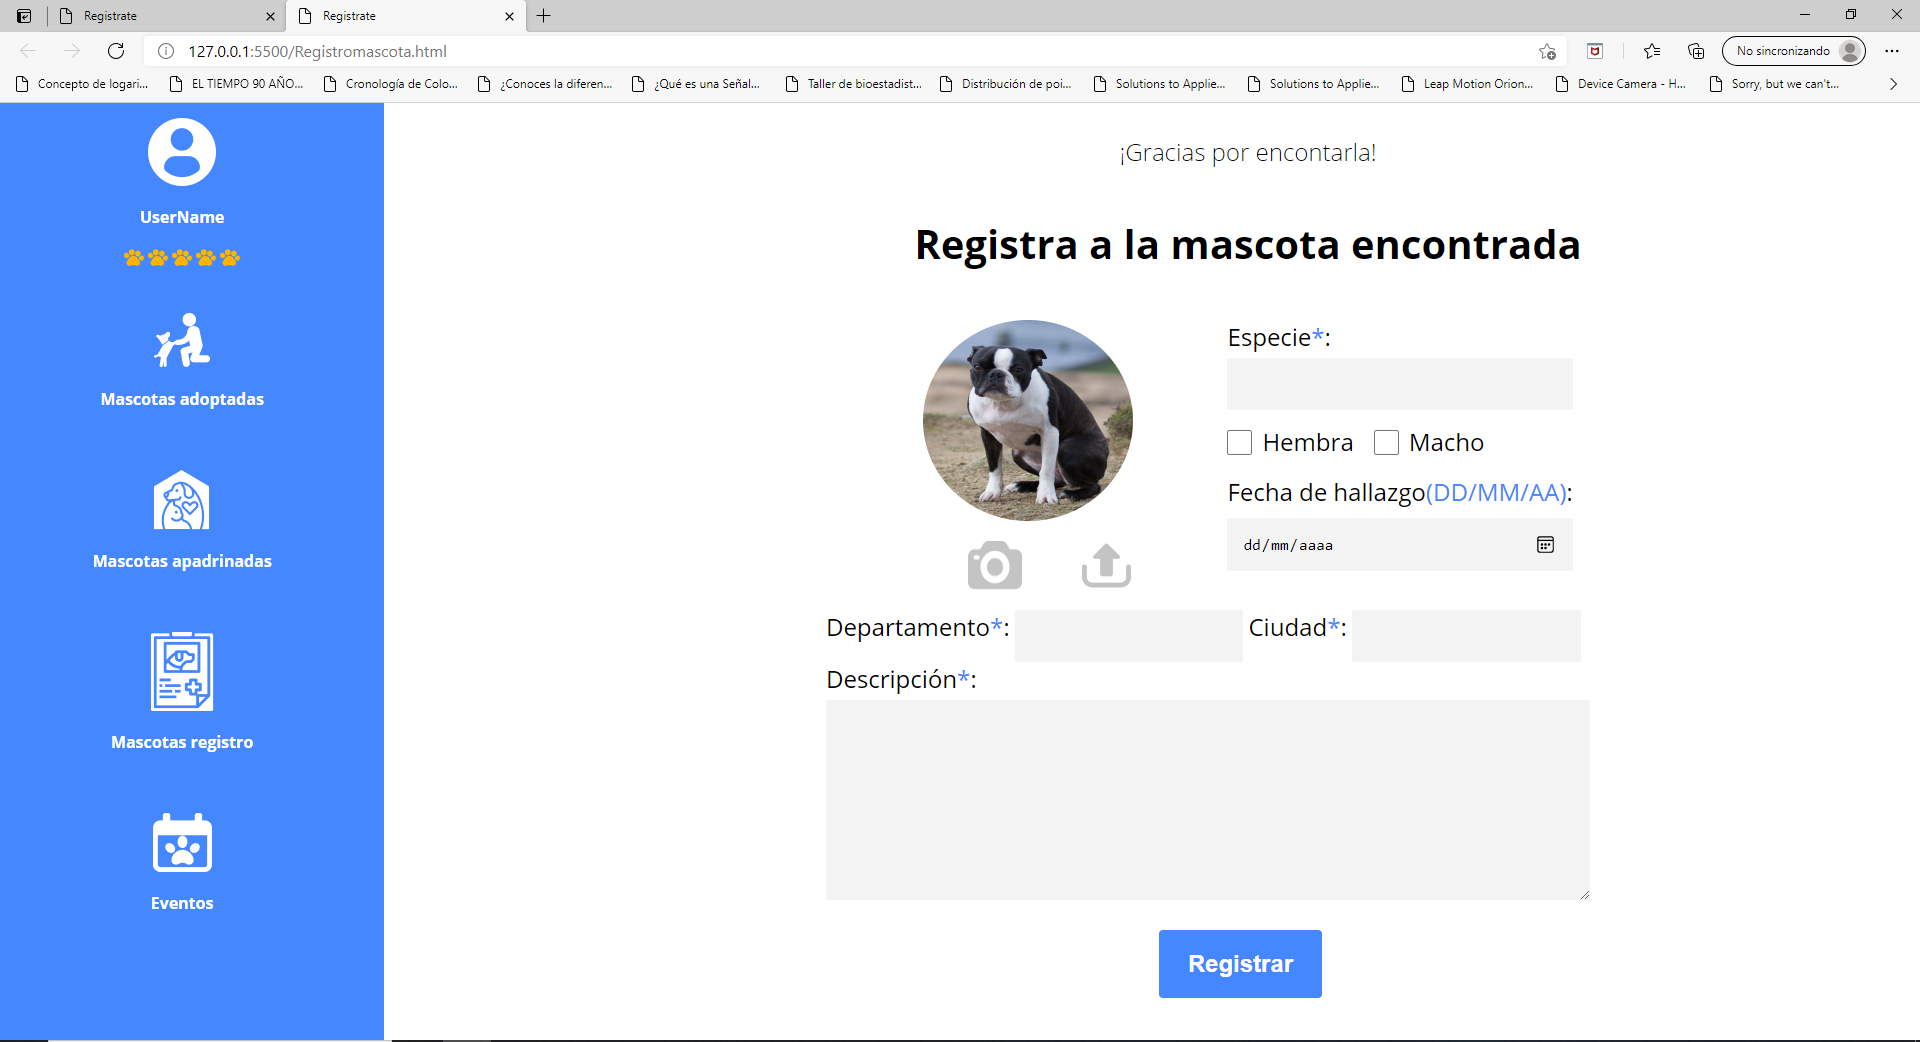 Registrate
Registrate
127.0.0.1:5500/Registromascota.html
No sincronizando
Concepto de logari...
EL TIEMPO 90 AÑO...
Cronología de Colo...
¿Conoces la diferen...
¿Qué es una Señal...
Taller de bioestadist...
Distribución de poi...
Solutions to Applie...
Solutions to Applie...
Leap Motion Orion...
Device Camera - H...
Sorry, but we can't...
UserName
Mascotas adoptadas
Mascotas apadrinadas
Mascotas registro
Eventos
¡Gracias por encontarla!
Registra a la mascota encontrada
Especie*:
Hembra
Macho
Fecha de hallazgo(DD/MM/AA):
dd/mm/aaaa
Departamento*:
Ciudad*:
Descripción*:
Registrar